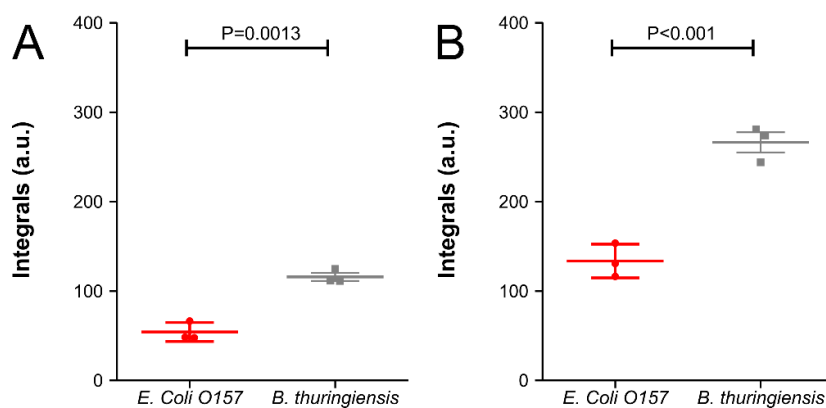 A
B
P=0.0013
P<0.001
Integrals (a.u.)
400
300
200
100
0
E. Coli O157
B. thuringiensis
Integrals (a.u.)
400
300
200
100
0
E. Coli O157
B. thuringiensis